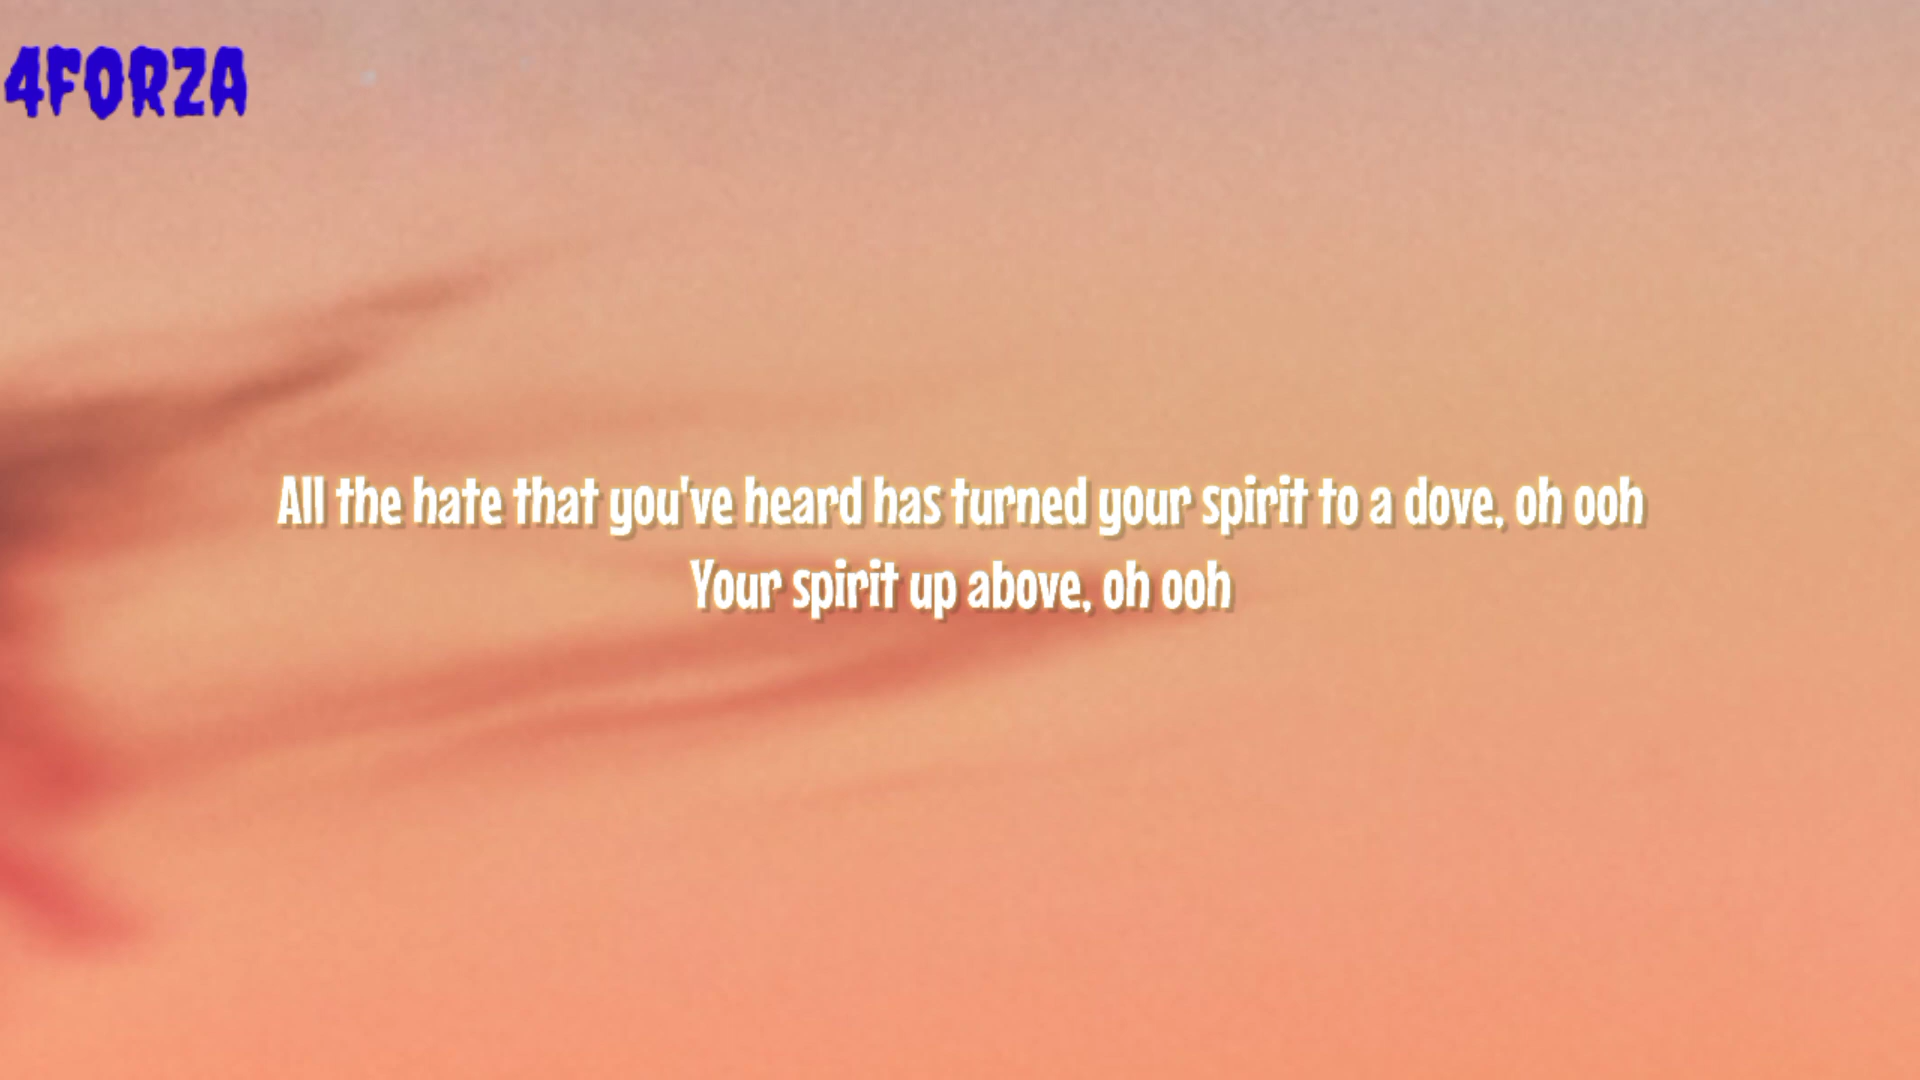 4FORZA
All the hate that you've heard has turned your spirit to a dove, oh ooh
Your spirit up above, oh ooh